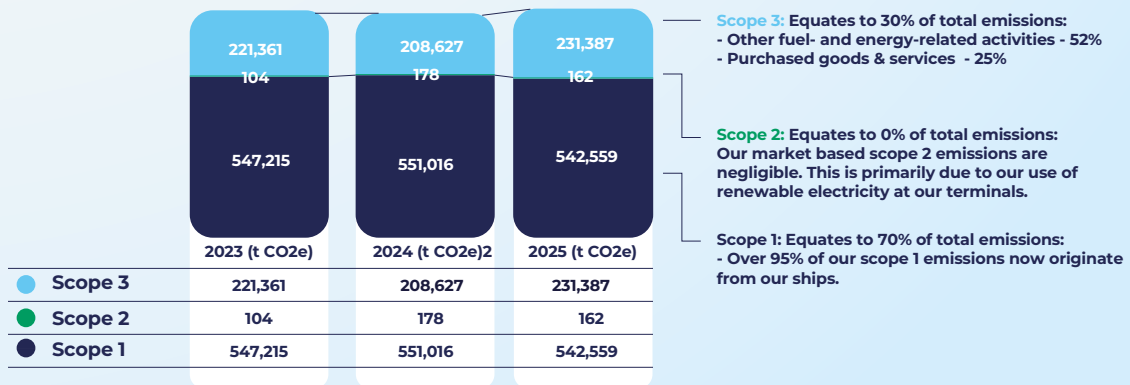 221,361
208,627
231,387
104
178
162
547,215
551,016
542,559
Scope 3: Equates to 30% of total emissions:
- Other fuel- and energy-related activities - 52%
- Purchased goods & services - 25%
Scope 2: Equates to 0% of total emissions:
Our market based scope 2 emissions are
negligible. This is primarily due to our use of
renewable electricity at our terminals.
Scope 1: Equates to 70% of total emissions:
- Over 95% of our scope 1 emissions now originate
from our ships.
2023 (t CO2e) 2024 (t CO2e)2 2025 (t CO2e)
Scope 3 221,361 208,627 231,387
Scope 2 104 178 162
Scope 1 547,215 551,016 542,559